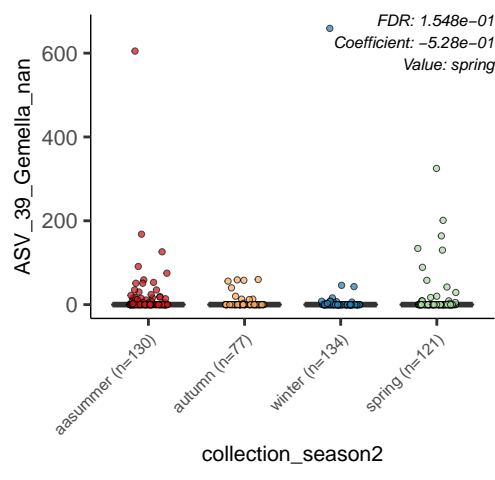 FDR: 1.548e−01
Coefficient: −5.28e−01
Value: spring
ASV_39_Gemella_nan
600
400
200
0
aasummer (n=130)
autumn (n=77)
winter (n=134)
spring (n=121)
collection_season2